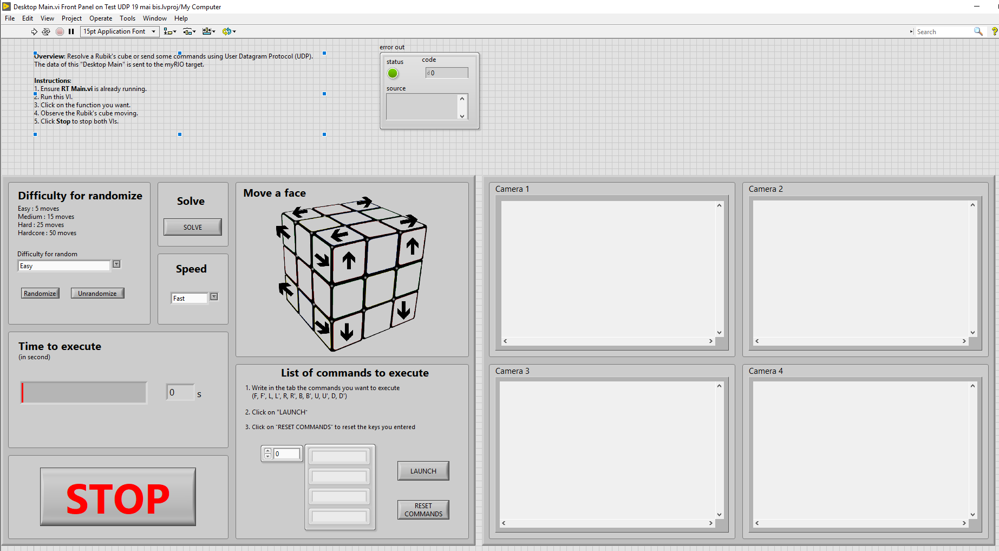 Desktop Main.vi Front Panel on Test UDP 19 mai bis.lvproj/My Computer
File Edit View Project Operate Tools Window Help
15pt Application Font
Search
?
Overview: Resolve a Rubik's cube or send some commands using User Datagram Protocol (UDP).
The data of this "Desktop Main" is sent to the myRIO target.
Instructions:
1. Ensure RT Main.vi is already running.
2. Run this VI.
3. Click on the function you want.
4. Observe the Rubik's cube moving.
5. Click Stop to stop both VIs.
error out
status
code
d 0
source
Difficulty for randomize
Easy : 5 moves
Medium : 15 moves
Hard : 25 moves
Hardcore : 50 moves
Difficulty for random
Easy
Randomize
Unrandomize
Solve
SOLVE
Speed
Fast
Move a face
Time to execute
(in second)
0 s
STOP
List of commands to execute
1. Write in the tab the commands you want to execute
(F, F', L, L', R, R', B, B', U, U', D, D')
2. Click on "LAUNCH"
3. Click on "RESET COMMANDS" to reset the keys you entered
0
LAUNCH
RESET
COMMANDS
Camera 1
Camera 2
Camera 3
Camera 4